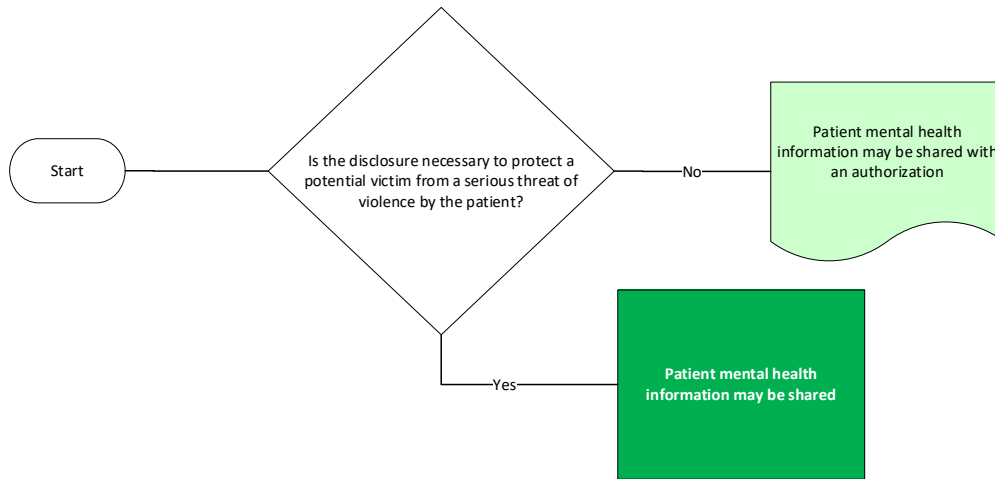 Start
Is the disclosure necessary to protect a
potential victim from a serious threat of
violence by the patient?
No
Patient mental health
information may be shared with
an authorization
Yes
Patient mental health
information may be shared